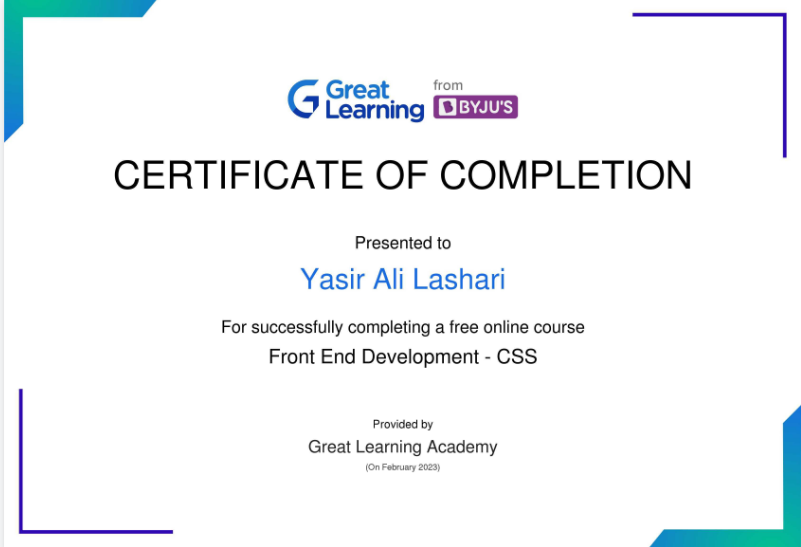 Great Learning
from
BYJU'S
CERTIFICATE OF COMPLETION
Presented to
Yasir Ali Lashari
For successfully completing a free online course
Front End Development - CSS
Provided by
Great Learning Academy
(On February 2023)